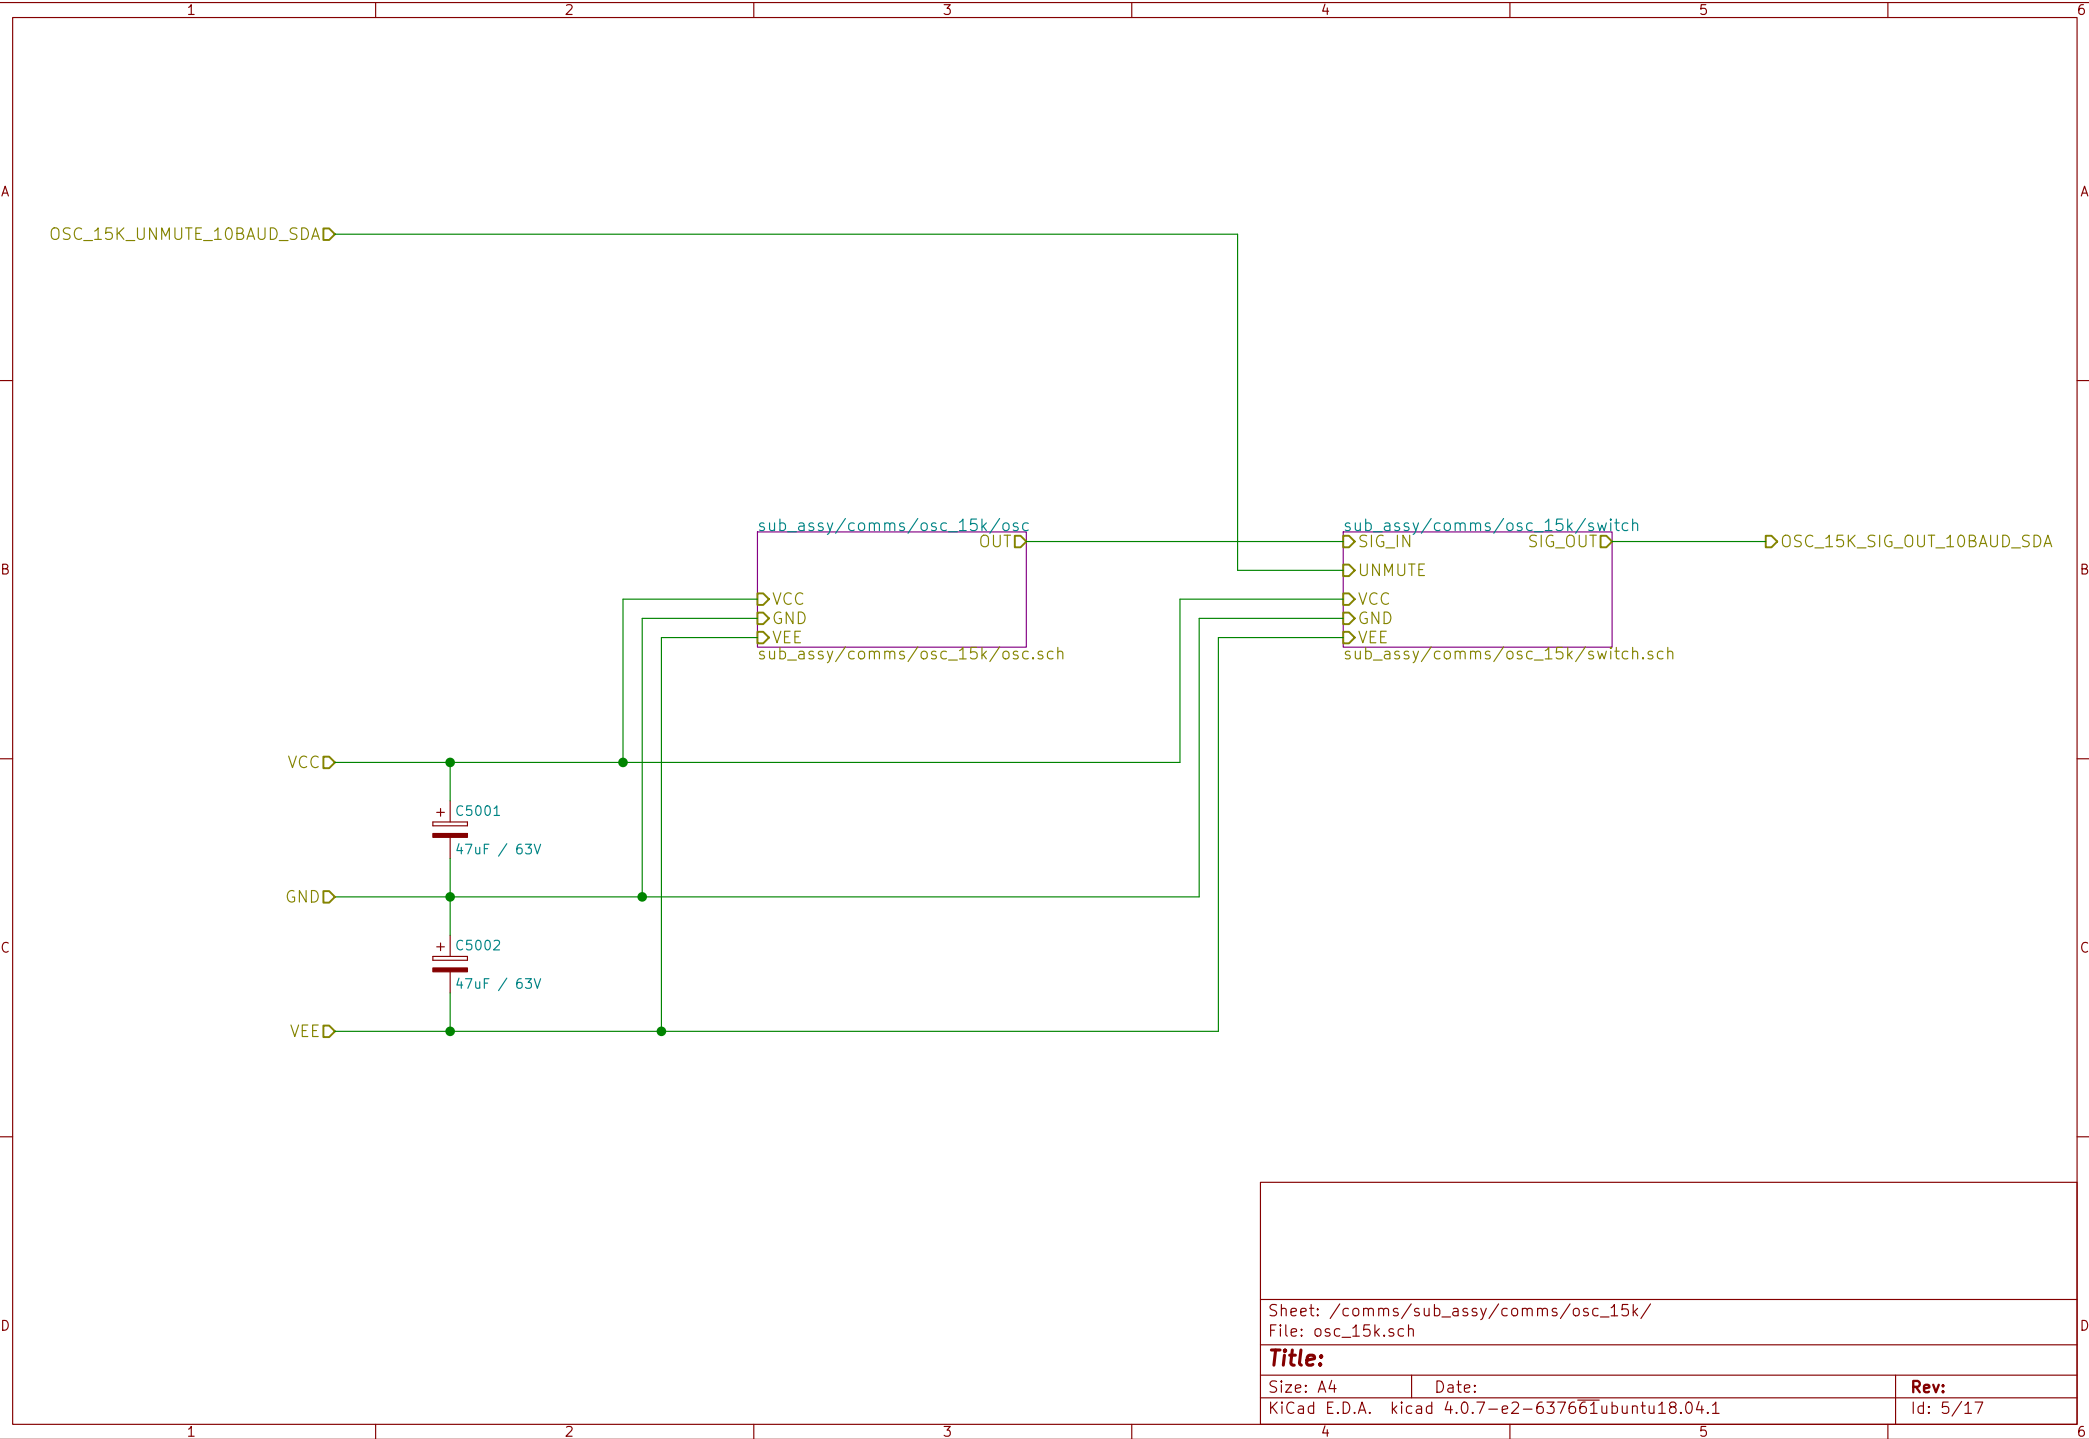 1 2 3 4 5 6
A A
OSC_15K_UNMUTE_10BAUD_SDA
sub_assy/comms/osc_15k/osc
sub_assy/comms/osc_15k/switch
OUT
SIG_IN
SIG_OUT
OSC_15K_SIG_OUT_10BAUD_SDA
B B
UNMUTE
VCC
VCC
GND
GND
VEE
VEE
sub_assy/comms/osc_15k/osc.sch
sub_assy/comms/osc_15k/switch.sch
VCC
+ C5001
47uF / 63V
GND
+ C5002
C C
47uF / 63V
VEE
Sheet: /comms/sub_assy/comms/osc_15k/
D D
File: osc_15k.sch
Title:
Size: A4
Date:
Rev:
KiCad E.D.A. kicad 4.0.7-e2-637661ubuntu18.04.1
Id: 5/17
1 2 3 4 5 6